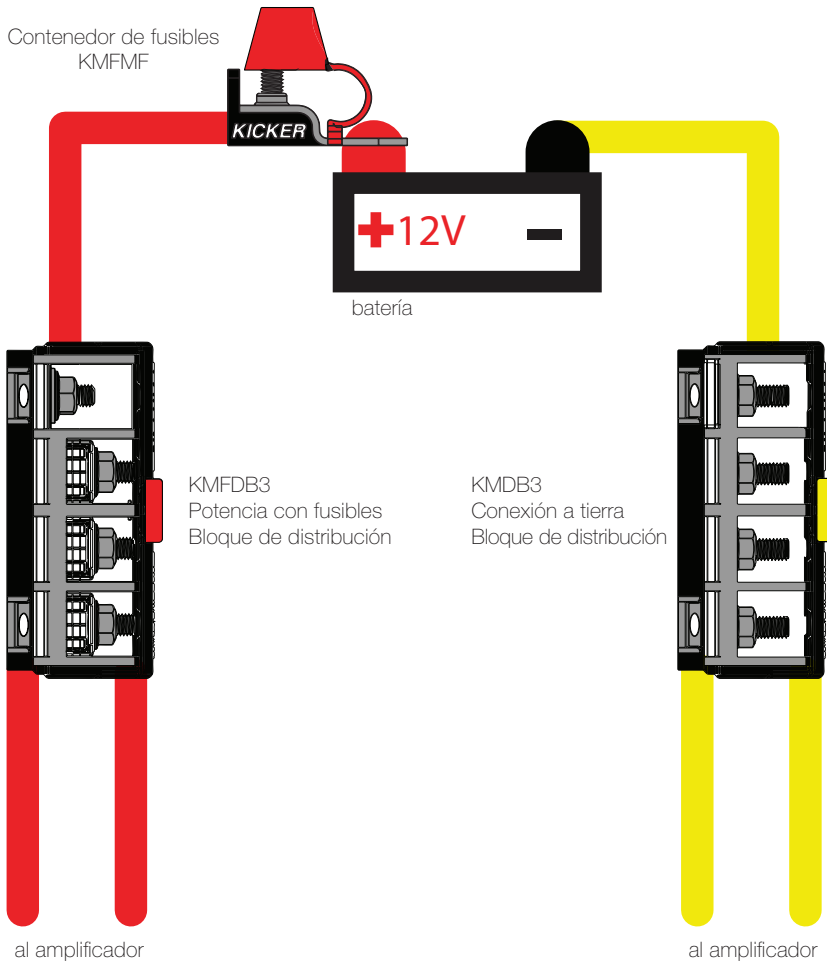 Contenedor de fusibles
KMFMF
KICKER
+12V –
batería
KMFDB3
Potencia con fusibles
Bloque de distribución
KMDB3
Conexión a tierra
Bloque de distribución
al amplificador
al amplificador